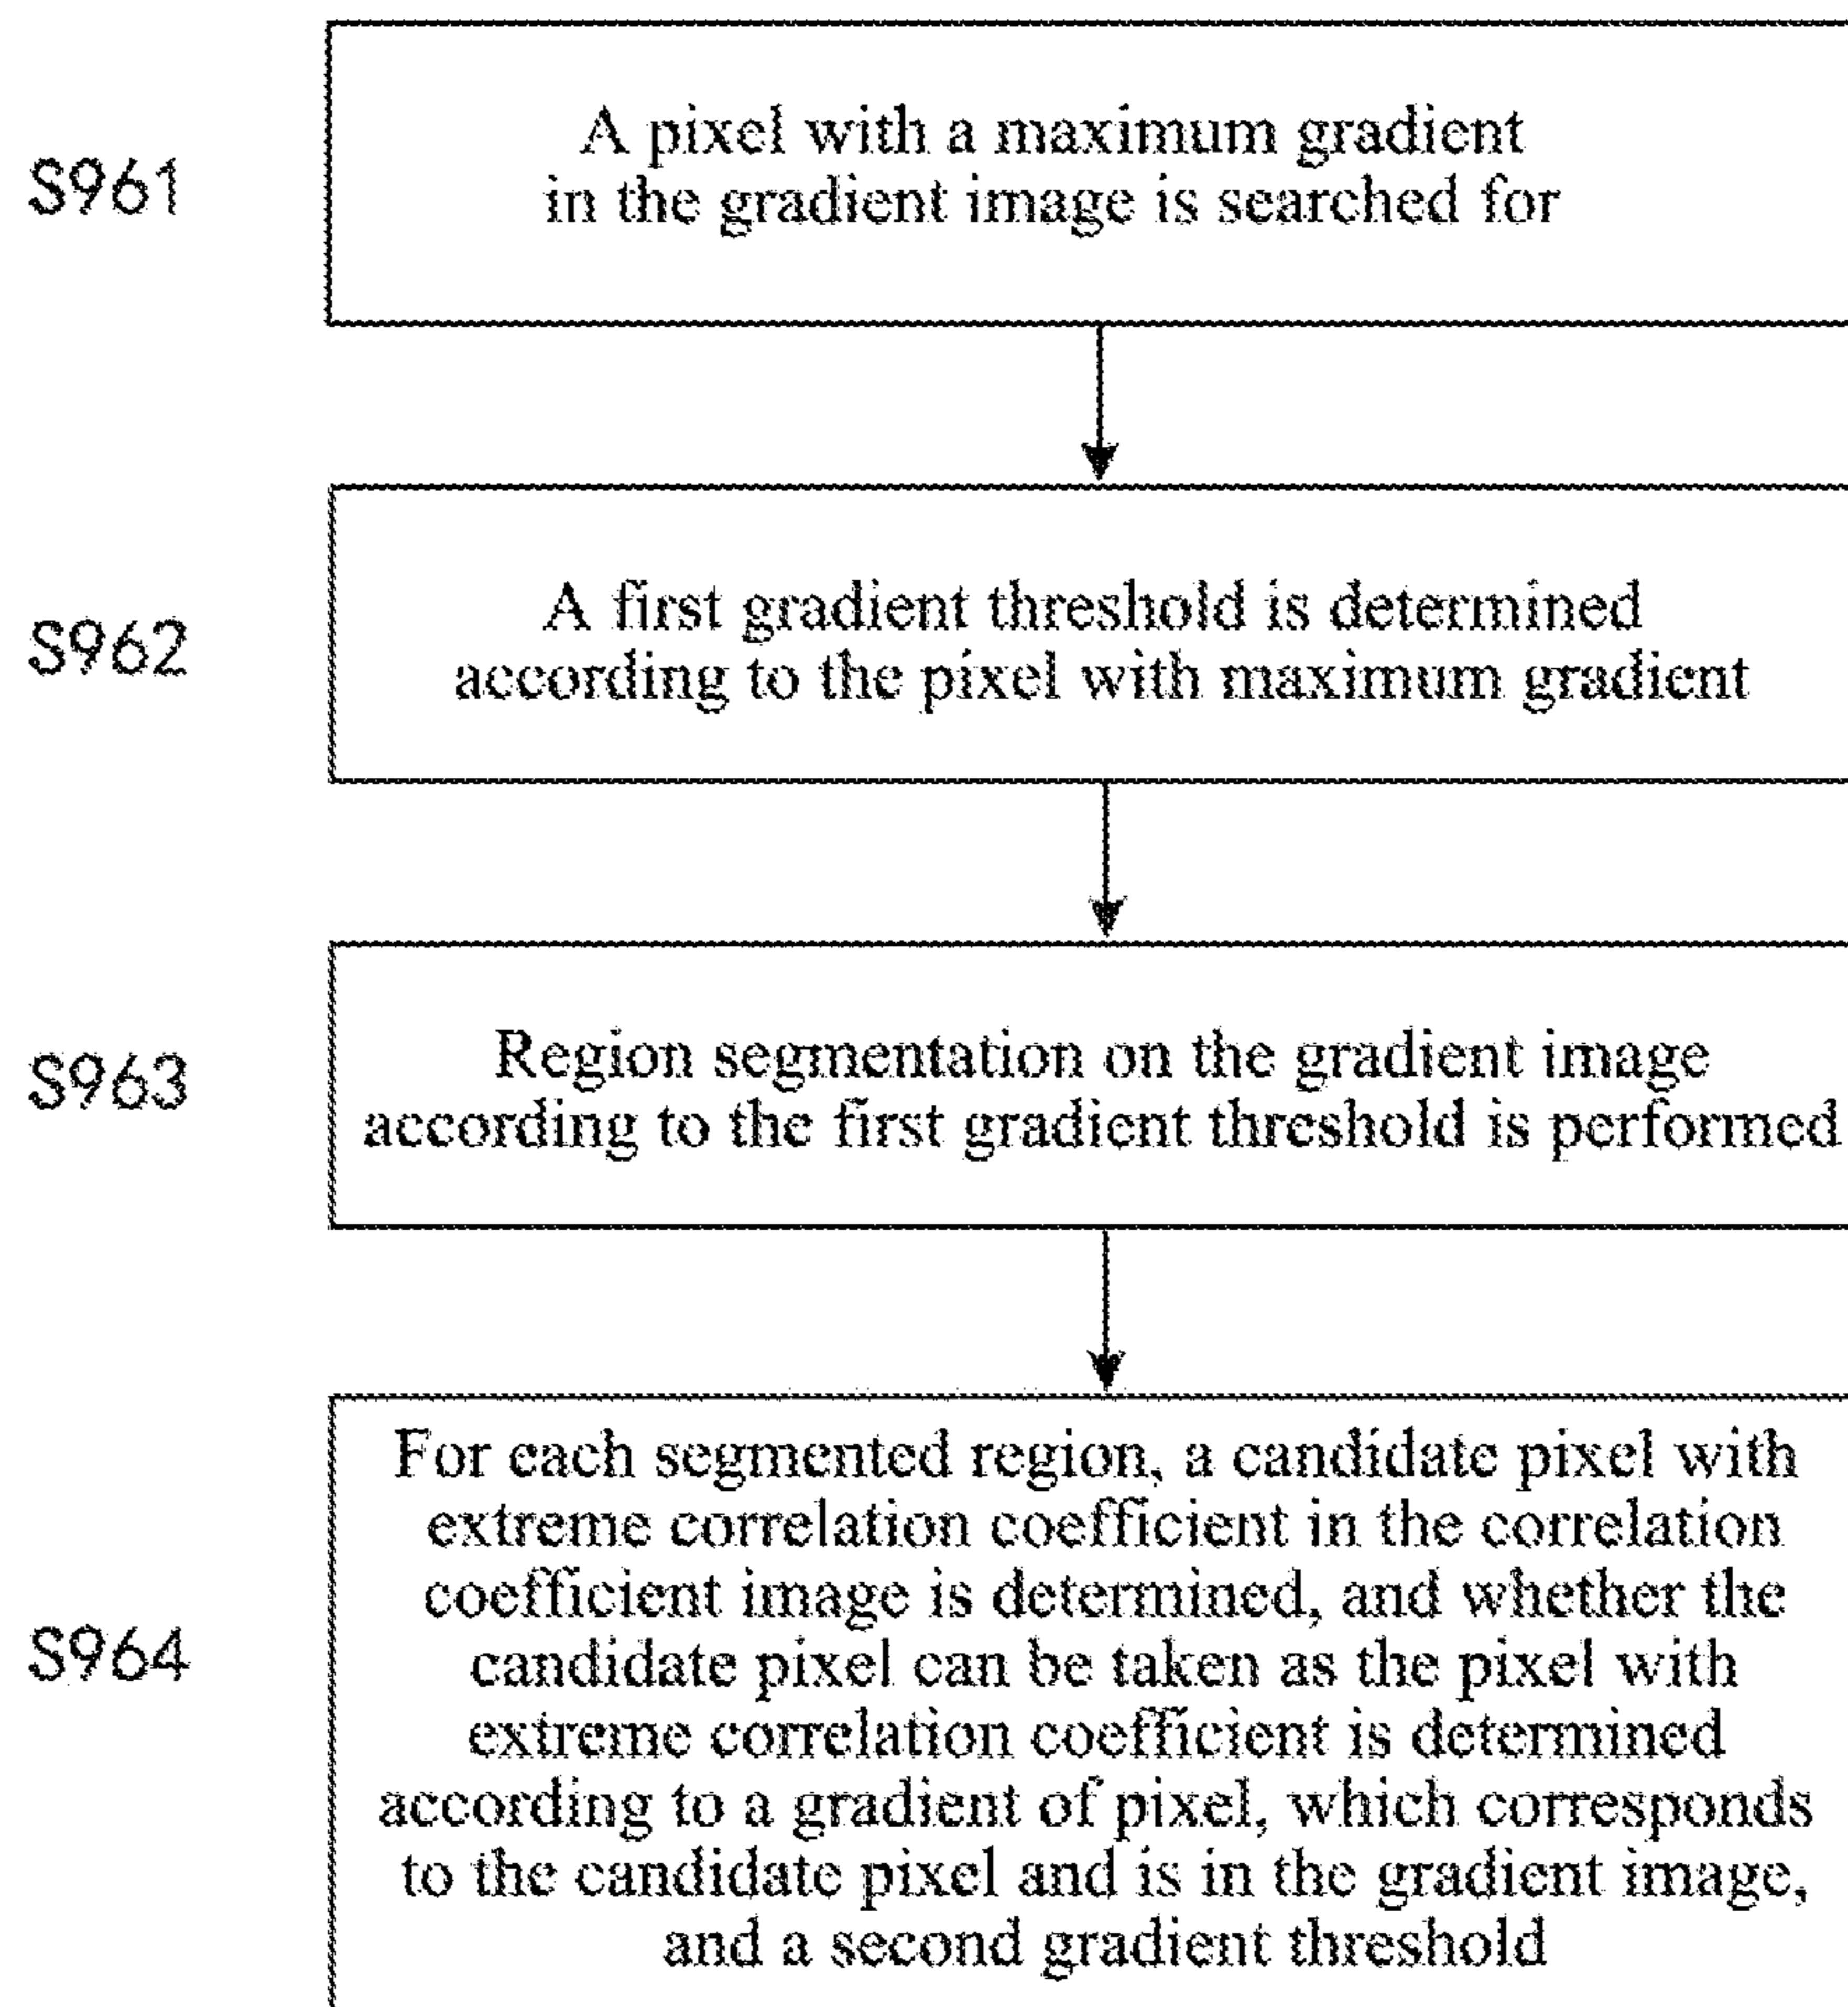 S961
A pixel with a maximum gradient
in the gradient image is searched for
S962
A first gradient threshold is determined
according to the pixel with maximum gradient
S963
Region segmentation on the gradient image
according to the first gradient threshold is performed
S964
For each segmented region, a candidate pixel with
extreme correlation coefficient in the correlation
coefficient image is determined, and whether the
candidate pixel can be taken as the pixel with
extreme correlation coefficient is determined
according to a gradient of pixel, which corresponds
to the candidate pixel and is in the gradient image,
and a second gradient threshold